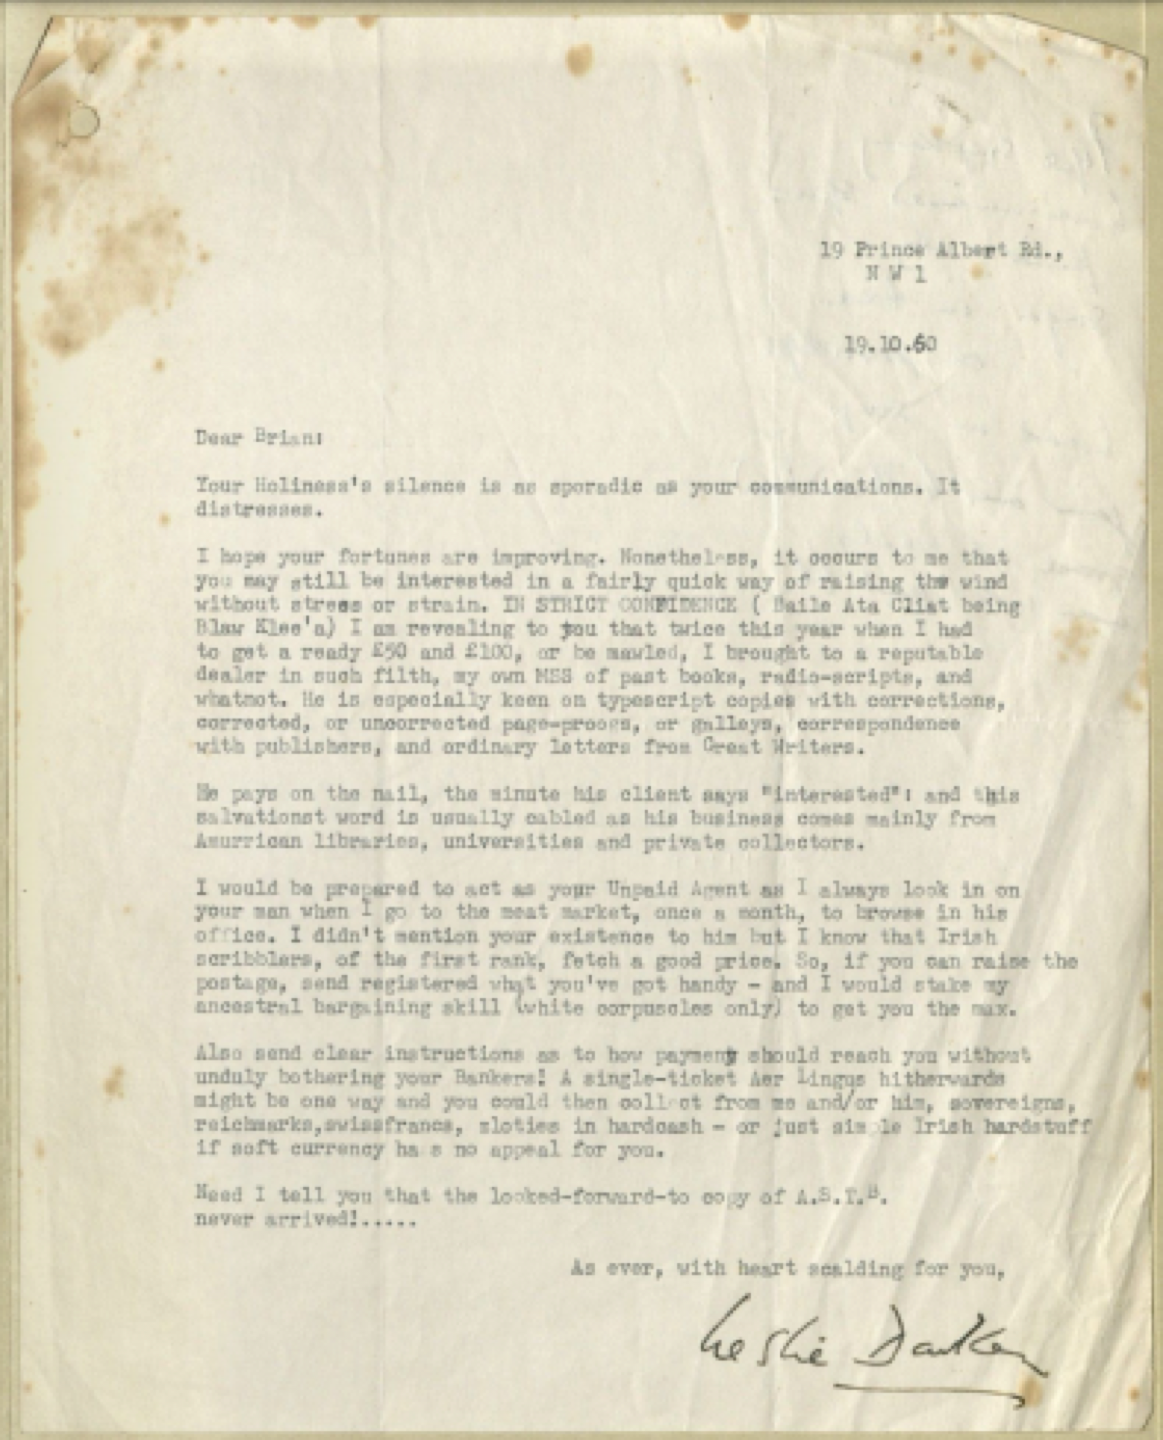 19 Prince Albert Rd.,
N W 1
19.10.60
Dear Brian:
Your Holiness's silence is as sporadic as your communications. It
distresses.
I hope your fortunes are improving. Nonetheless, it occurs to me that
you may still be interested in a fairly quick way of raising the wind
without stress or strain. IN STRICT CONFIDENCE ( Baile Ata Cliat being
Blaw Klee'a) I am revealing to you that twice this year when I had
to get a ready £50 and £100, or be mawled, I brought to a reputable
dealer in such filth, my own MSS of past books, radio-scripts, and
whatnot. He is especially keen on typescript copies with corrections,
corrected, or uncorrected page-proogs, or galleys, correspondence
with publishers, and ordinary letters from Great Writers.
He pays on the nail, the minute his client says "interested": and this
salvationst word is usually cabled as his business comes mainly from
Amurrican libraries, universities and private collectors.
I would be prepared to act as your Unpaid Agent as I always look in on
your man when I go to the meat market, once a month, to browse in his
office. I didn't mention your existence to him but I know that Irish
scribblers, of the first rank, fetch a good price. So, if you can raise the
postage, send registered what you've got handy - and I would stake my
ancestral bargaining skill (white corpuscles only) to get you the max.
Also send clear instructions as to how payment should reach you without
unduly bothering your Bankers! A single-ticket Aer Lingus hitherwards
might be one way and you could then collect from me and/or him, sovereigns,
reichmarks,swissfrancs, zloties in hardcash - or just simple Irish hardstuff
if soft currency has no appeal for you.
Need I tell you that the looked-forward-to copy of A.S.T.B.
never arrived!.....
As ever, with heart scalding for you,
Leslie Daiken